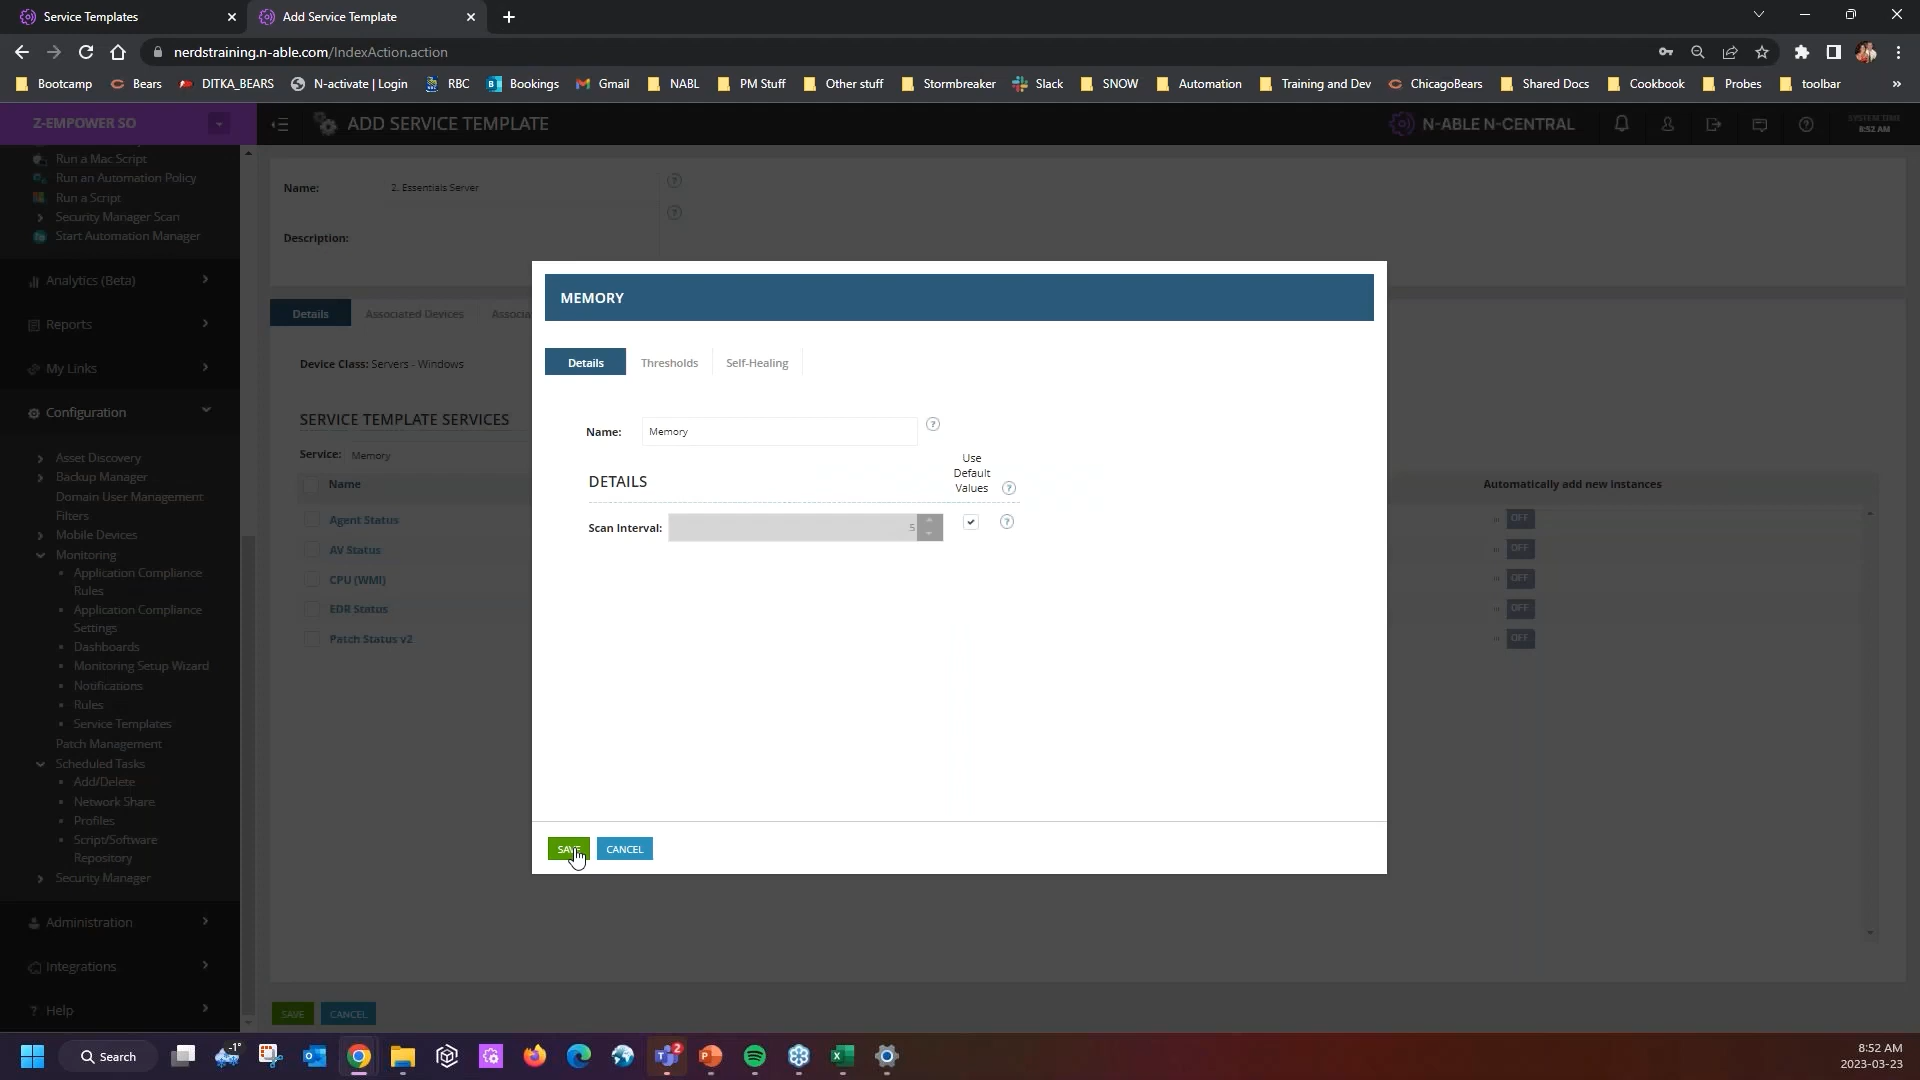 Service Templates
Add Service Template
nerdstraining.n-able.com/IndexAction.action
Bootcamp
Bears
DITKA_BEARS
N-activate | Login
RBC
Bookings
Gmail
NABL
PM Stuff
Other stuff
Stormbreaker
Slack
SNOW
Automation
Training and Dev
ChicagoBears
Shared Docs
Cookbook
Probes
toolbar
»
Z-EMPOWER SO
ADD SERVICE TEMPLATE
N-ABLE N-CENTRAL
SYSTEM TIME
8:52 AM
Run a Mac Script
Run an Automation Policy
Run a Script
Security Manager Scan
Start Automation Manager
Analytics (Beta)
Reports
My Links
Configuration
Asset Discovery
Backup Manager
Domain User Management
Filters
Mobile Devices
Monitoring
Application Compliance
Rules
Application Compliance
Settings
Dashboards
Monitoring Setup Wizard
Notifications
Rules
Service Templates
Patch Management
Scheduled Tasks
Add/Delete
Network Share
Profiles
Script/Software
Repository
Security Manager
Administration
Integrations
Help
Name: 2. Essentials Server
Description:
Details Associated Devices
Device Class: Servers - Windows
SERVICE TEMPLATE SERVICES
Service: Memory
Name
Automatically add new instances
Agent Status
OFF
AV Status
OFF
CPU (WMI)
OFF
EDR Status
OFF
Patch Status v2
OFF
SAVE CANCEL
MEMORY
Details Thresholds Self-Healing
Name: Memory
Use
Default
Values
DETAILS
Scan Interval: 5
SAVE CANCEL
Search
-1°
2
8:52 AM
2023-03-23